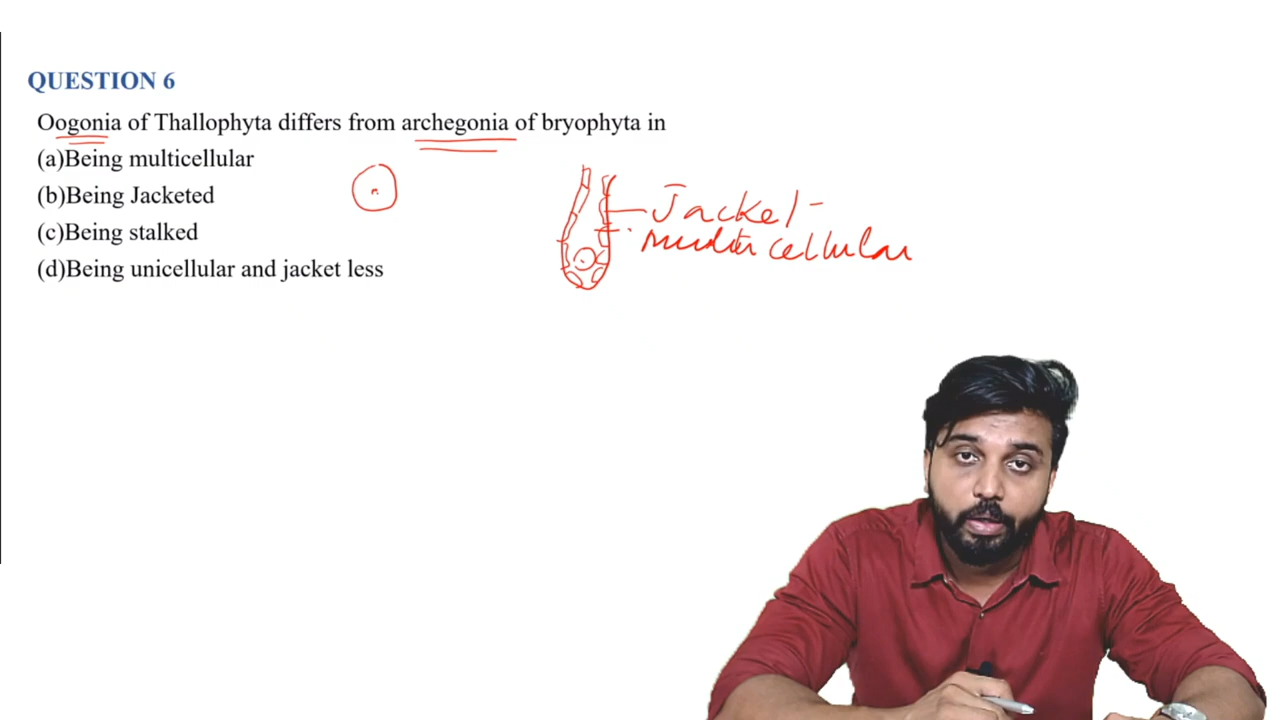 QUESTION 6
Oogonia of Thallophyta differs from archegonia of bryophyta in
(a)Being multicellular
(b)Being Jacketed
(c)Being stalked
(d)Being unicellular and jacket less
Jacket
Multicellular